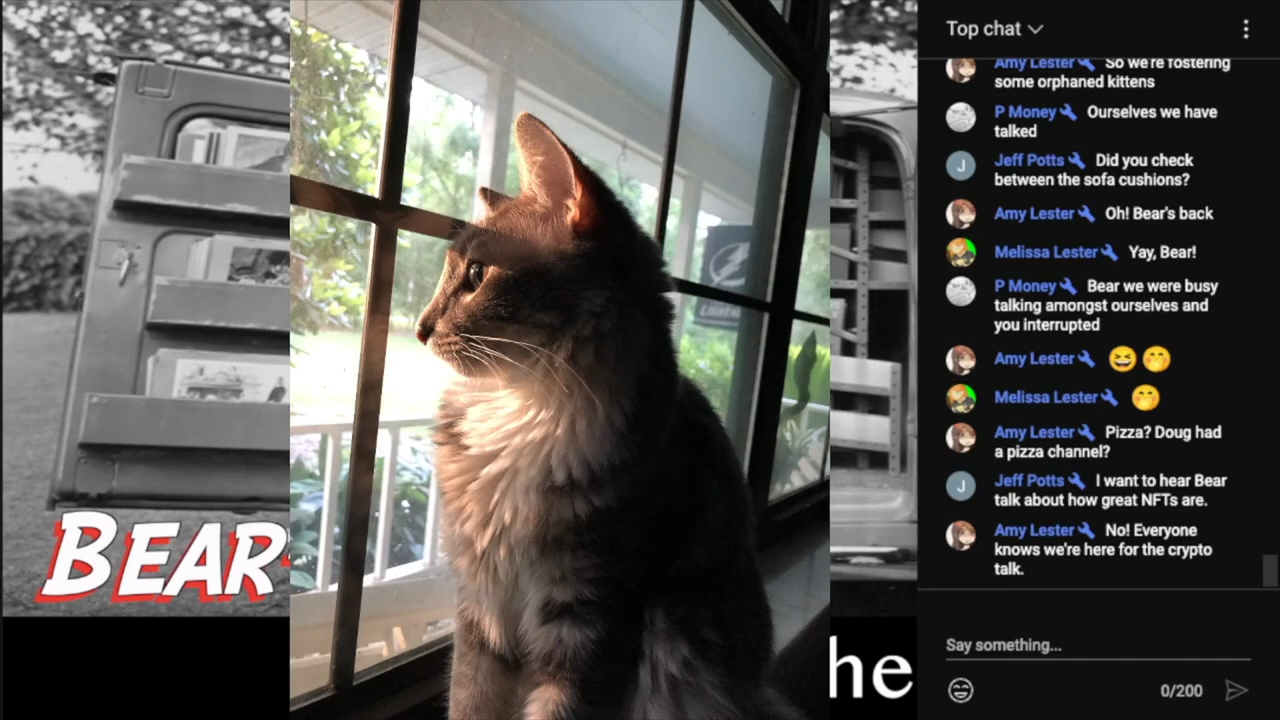 BEAR
LIGHTNING
he
Top chat
Amy Lester So we're fostering
some orphaned kittens
P Money Ourselves we have
talked
Jeff Potts Did you check
between the sofa cushions?
Amy Lester Oh! Bear's back
Melissa Lester Yay, Bear!
P Money Bear we were busy
talking amongst ourselves and
you interrupted
Amy Lester 😆🤭
Melissa Lester 🤭
Amy Lester Pizza? Doug had
a pizza channel?
J
Jeff Potts I want to hear Bear
talk about how great NFTs are.
Amy Lester No! Everyone
knows we're here for the crypto
talk.
Say something...
0/200